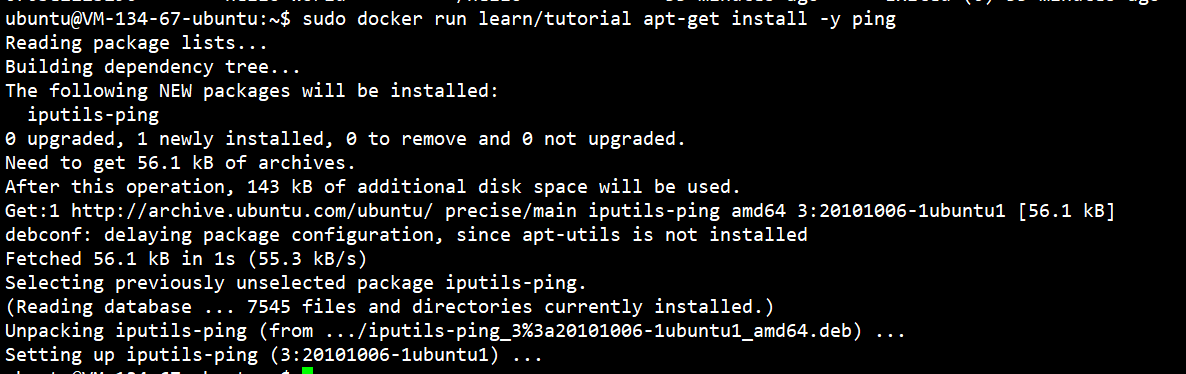 ubuntu@VM-134-67-ubuntu:~$ sudo docker run learn/tutorial apt-get install -y ping
Reading package lists...
Building dependency tree...
The following NEW packages will be installed:
  iputils-ping
0 upgraded, 1 newly installed, 0 to remove and 0 not upgraded.
Need to get 56.1 kB of archives.
After this operation, 143 kB of additional disk space will be used.
Get:1 http://archive.ubuntu.com/ubuntu/ precise/main iputils-ping amd64 3:20101006-1ubuntu1 [56.1 kB]
debconf: delaying package configuration, since apt-utils is not installed
Fetched 56.1 kB in 1s (55.3 kB/s)
Selecting previously unselected package iputils-ping.
(Reading database ... 7545 files and directories currently installed.)
Unpacking iputils-ping (from .../iputils-ping_3%3a20101006-1ubuntu1_amd64.deb) ...
Setting up iputils-ping (3:20101006-1ubuntu1) ...